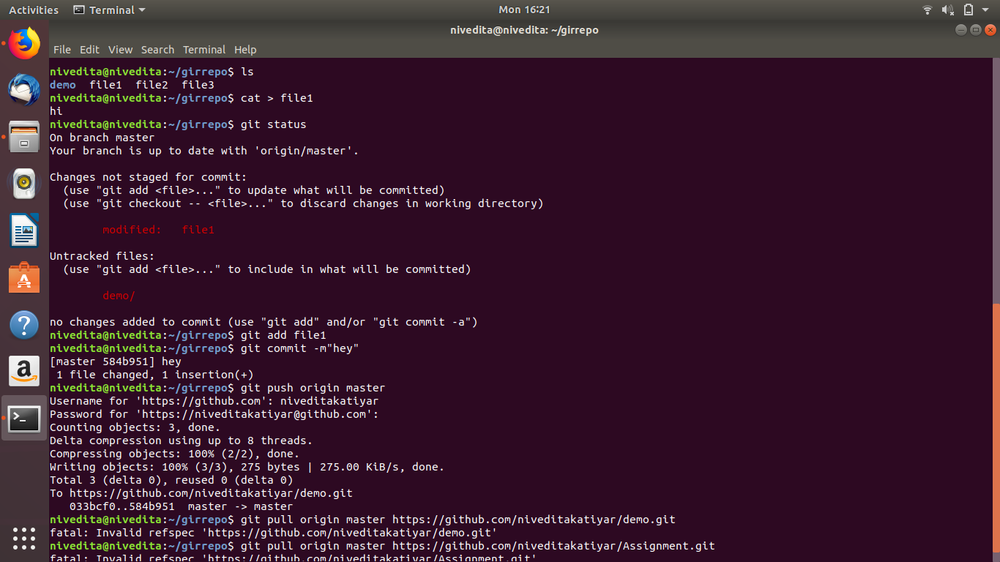 Activities Terminal Mon 16:21
nivedita@nivedita: ~/girrepo
File Edit View Search Terminal Help
nivedita@nivedita:~/girrepo$ ls
demo  file1  file2  file3
nivedita@nivedita:~/girrepo$ cat > file1
hi
nivedita@nivedita:~/girrepo$ git status
On branch master
Your branch is up to date with 'origin/master'.
Changes not staged for commit:
  (use "git add <file>..." to update what will be committed)
  (use "git checkout -- <file>..." to discard changes in working directory)
        modified:   file1
Untracked files:
  (use "git add <file>..." to include in what will be committed)
        demo/
no changes added to commit (use "git add" and/or "git commit -a")
nivedita@nivedita:~/girrepo$ git add file1
nivedita@nivedita:~/girrepo$ git commit -m"hey"
[master 584b951] hey
 1 file changed, 1 insertion(+)
nivedita@nivedita:~/girrepo$ git push origin master
Username for 'https://github.com': niveditakatiyar
Password for 'https://niveditakatiyar@github.com':
Counting objects: 3, done.
Delta compression using up to 8 threads.
Compressing objects: 100% (2/2), done.
Writing objects: 100% (3/3), 275 bytes | 275.00 KiB/s, done.
Total 3 (delta 0), reused 0 (delta 0)
To https://github.com/niveditakatiyar/demo.git
   033bcf0..584b951  master -> master
nivedita@nivedita:~/girrepo$ git pull origin master https://github.com/niveditakatiyar/demo.git
fatal: Invalid refspec 'https://github.com/niveditakatiyar/demo.git'
nivedita@nivedita:~/girrepo$ git pull origin master https://github.com/niveditakatiyar/Assignment.git
fatal: Invalid refspec 'https://github.com/niveditakatiyar/Assignment.git'